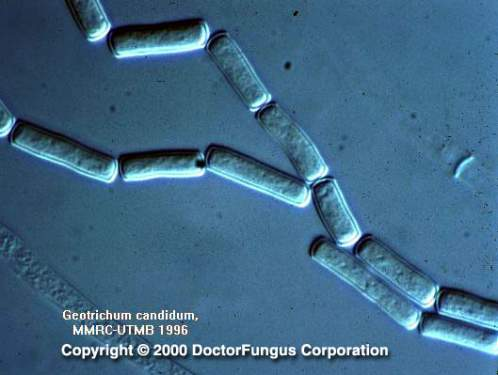 Geotrichum candidum,
MMRC-UTMB 1996
Copyright © 2000 DoctorFungus Corporation